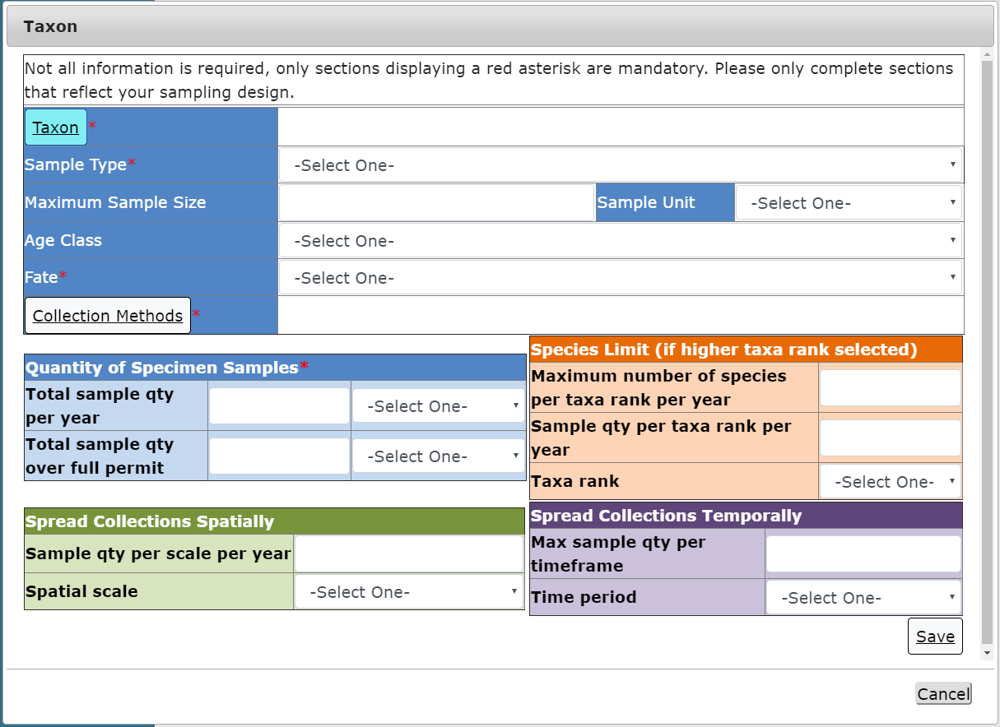 Taxon
Not all information is required, only sections displaying a red asterisk are mandatory. Please only complete sections
that reflect your sampling design.
Taxon *
Sample Type* -Select One-
Maximum Sample Size Sample Unit -Select One-
Age Class -Select One-
Fate* -Select One-
Collection Methods *
Quantity of Specimen Samples*
Total sample qty
per year -Select One-
Total sample qty
over full permit -Select One-
Species Limit (if higher taxa rank selected)
Maximum number of species
per taxa rank per year
Sample qty per taxa rank per
year
Taxa rank -Select One-
Spread Collections Spatially
Sample qty per scale per year
Spatial scale -Select One-
Spread Collections Temporally
Max sample qty per
timeframe
Time period -Select One-
Save
Cancel